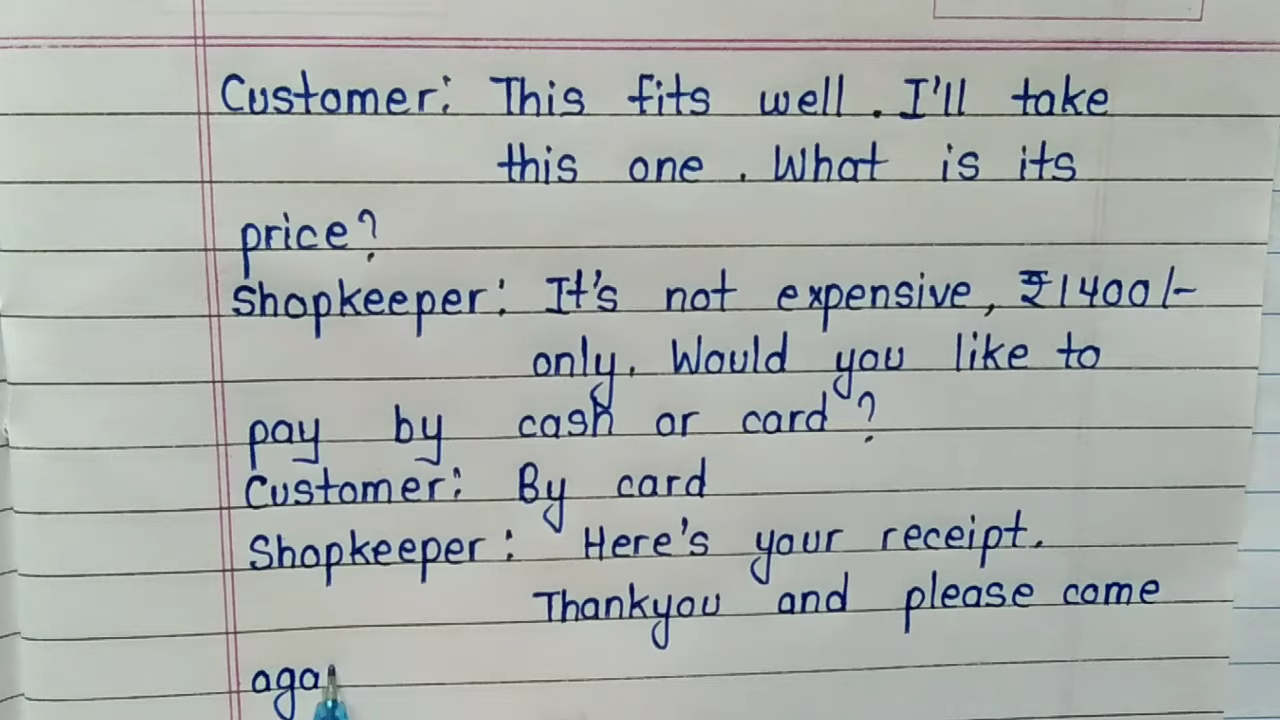 Customer: This fits well. I'll take
this one. What is its
price?
Shopkeeper: It's not expensive, ₹1400/-
only. Would you like to
pay by cash or card?
Customer: By card
Shopkeeper: Here's your receipt.
Thankyou and please come
aga